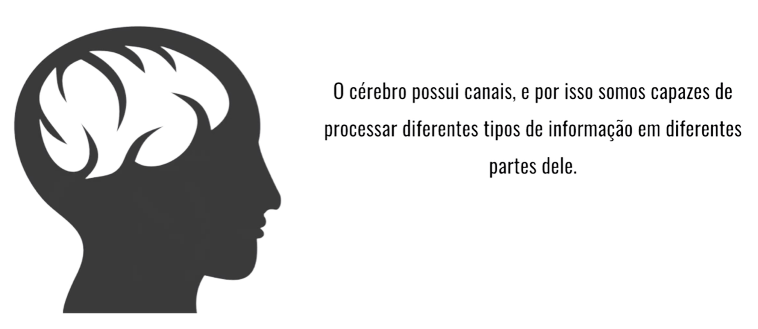 O cérebro possui canais, e por isso somos capazes de
processar diferentes tipos de informação em diferentes
partes dele.